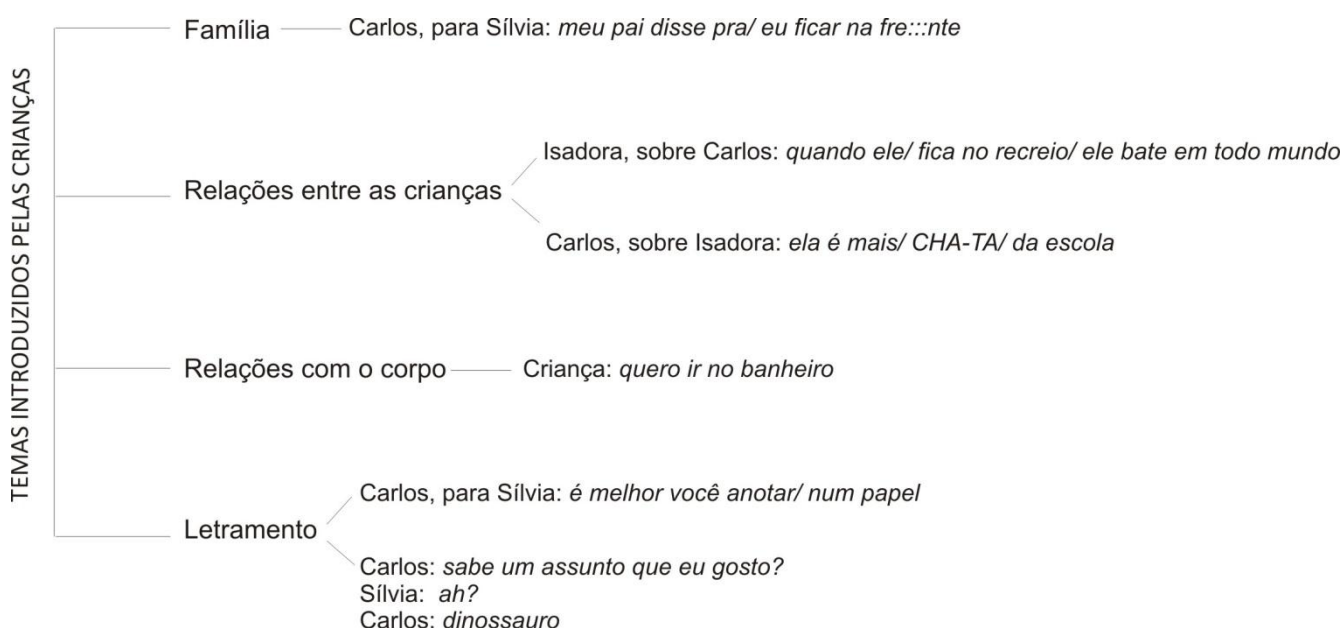 TEMAS INTRODUZIDOS PELAS CRIANÇAS
Família
Carlos, para Sílvia: meu pai disse pra/ eu ficar na fre:::nte
Relações entre as crianças
Isadora, sobre Carlos: quando ele/ fica no recreio/ ele bate em todo mundo
Carlos, sobre Isadora: ela é mais/ CHA-TA/ da escola
Relações com o corpo
Criança: quero ir no banheiro
Letramento
Carlos, para Sílvia: é melhor você anotar/ num papel
Carlos: sabe um assunto que eu gosto?
Sílvia: ah?
Carlos: dinossauro